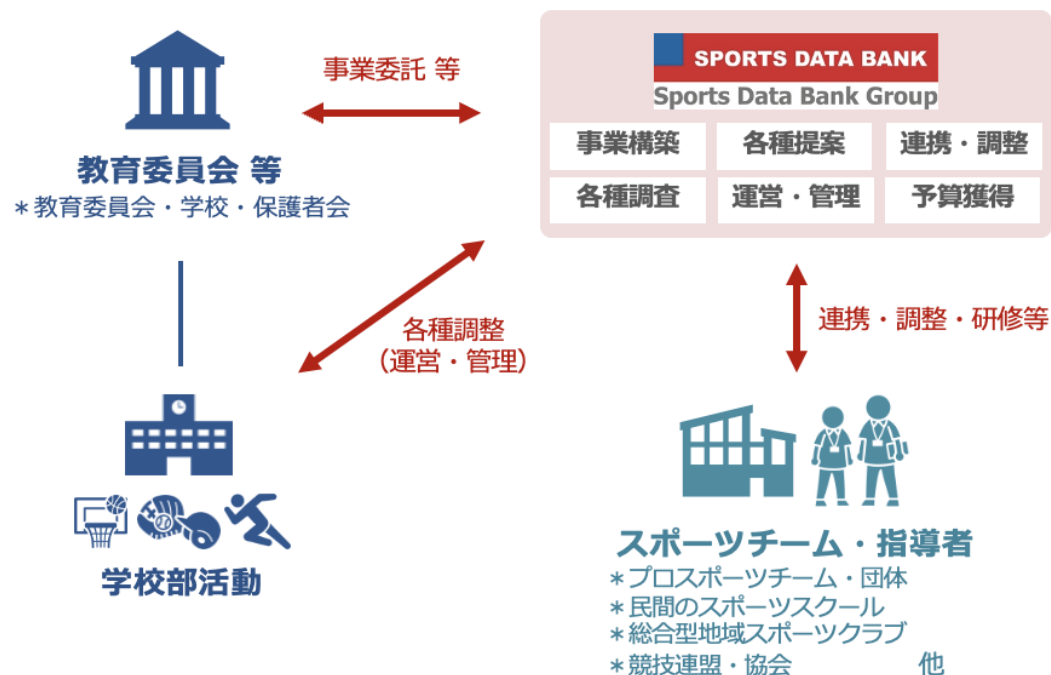 事業委託 等
教育委員会 等
＊教育委員会・学校・保護者会
SPORTS DATA BANK
Sports Data Bank Group
事業構築
各種提案
連携・調整
各種調査
運営・管理
予算獲得
各種調整
（運営・管理）
連携・調整・研修等
学校部活動
スポーツチーム・指導者
＊プロスポーツチーム・団体
＊民間のスポーツスクール
＊総合型地域スポーツクラブ
＊競技連盟・協会 他